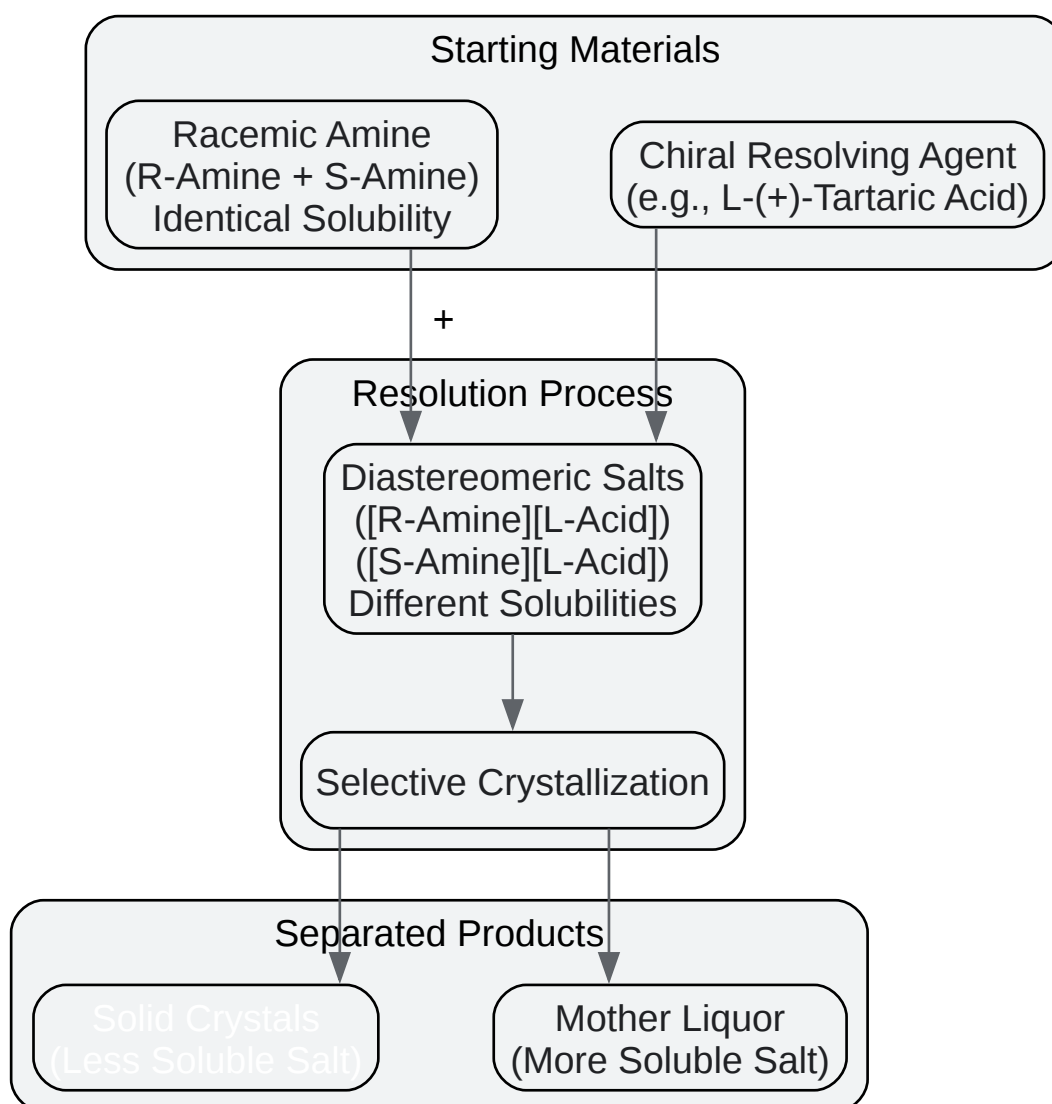 Starting Materials
Racemic Amine
(R-Amine + S-Amine)
Identical Solubility
Chiral Resolving Agent
(e.g., L-(+)-Tartaric Acid)
+
Resolution Process
Diastereomeric Salts
([R-Amine][L-Acid])
([S-Amine][L-Acid])
Different Solubilities
Selective Crystallization
Separated Products
Solid Crystals
(Less Soluble Salt)
Mother Liquor
(More Soluble Salt)